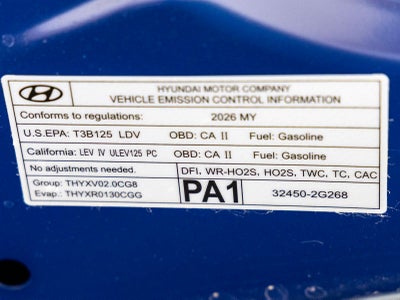 HYUNDAI MOTOR COMPANY
VEHICLE EMISSION CONTROL INFORMATION
Conforms to regulations: 2026 MY
U.S.EPA: T3B125 LDV OBD: CA II Fuel: Gasoline
California: LEV IV ULEV125 PC OBD: CA II Fuel: Gasoline
No adjustments needed. DFI, WR-HO2S, HO2S, TWC, TC, CAC
Group: THYXV02.0CG8
Evap.: THYXR0130CGG
PA1 32450-2G268